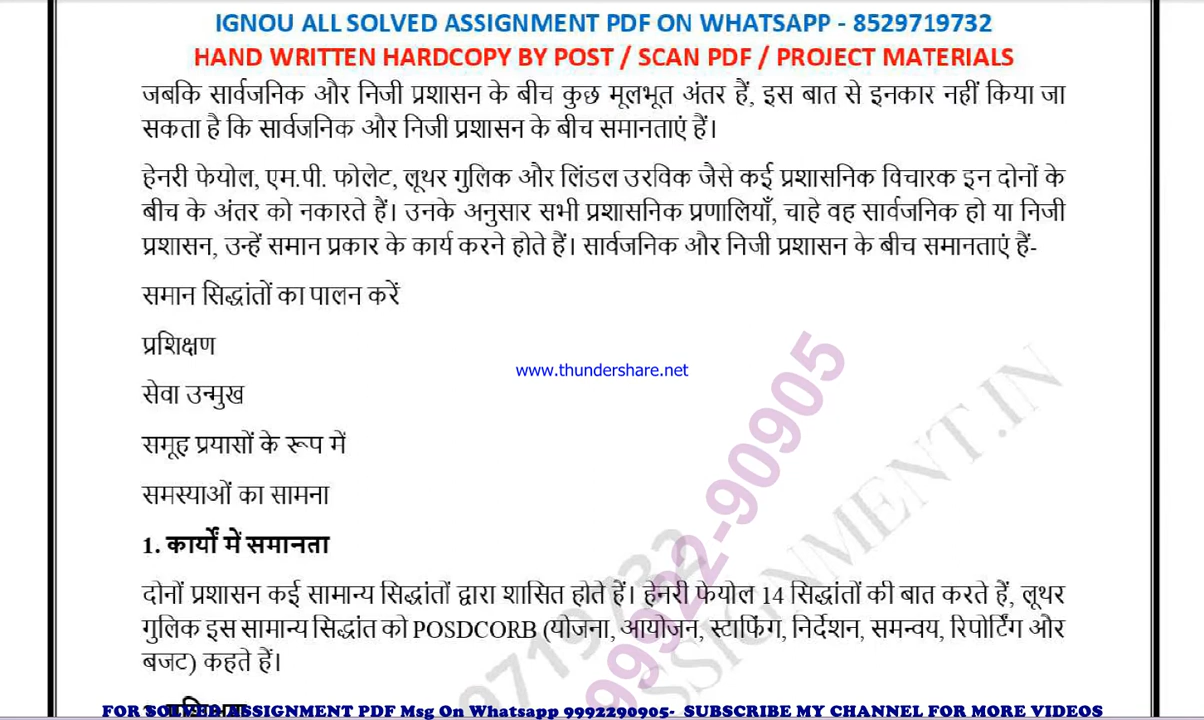 IGNOU ALL SOLVED ASSIGNMENT PDF ON WHATSAPP - 8529719732
HAND WRITTEN HARDCOPY BY POST / SCAN PDF / PROJECT MATERIALS
जबकि सार्वजनिक और निजी प्रशासन के बीच कुछ मूलभूत अंतर हैं, इस बात से इनकार नहीं किया जा
सकता है कि सार्वजनिक और निजी प्रशासन के बीच समानताएं हैं।
हेनरी फेयोल, एम.पी. फोलेट, लूथर गुलिक और लिंडल उरविक जैसे कई प्रशासनिक विचारक इन दोनों के
बीच के अंतर को नकारते हैं। उनके अनुसार सभी प्रशासनिक प्रणालियाँ, चाहे वह सार्वजनिक हो या निजी
प्रशासन, उन्हें समान प्रकार के कार्य करने होते हैं। सार्वजनिक और निजी प्रशासन के बीच समानताएं हैं-
समान सिद्धांतों का पालन करें
प्रशिक्षण
www.thundershare.net
सेवा उन्मुख
समूह प्रयासों के रूप में
समस्याओं का सामना
1. कार्यों में समानता
दोनों प्रशासन कई सामान्य सिद्धांतों द्वारा शासित होते हैं। हेनरी फेयोल 14 सिद्धांतों की बात करते हैं, लूथर
गुलिक इस सामान्य सिद्धांत को POSDCORB (योजना, आयोजन, स्टाफिंग, निर्देशन, समन्वय, रिपोर्टिंग और
बजट) कहते हैं।
99922-90905
9719732
SSIGNMENT.IN
FOR SOLVED ASSIGNMENT PDF Msg On Whatsapp 9992290905- SUBSCRIBE MY CHANNEL FOR MORE VIDEOS